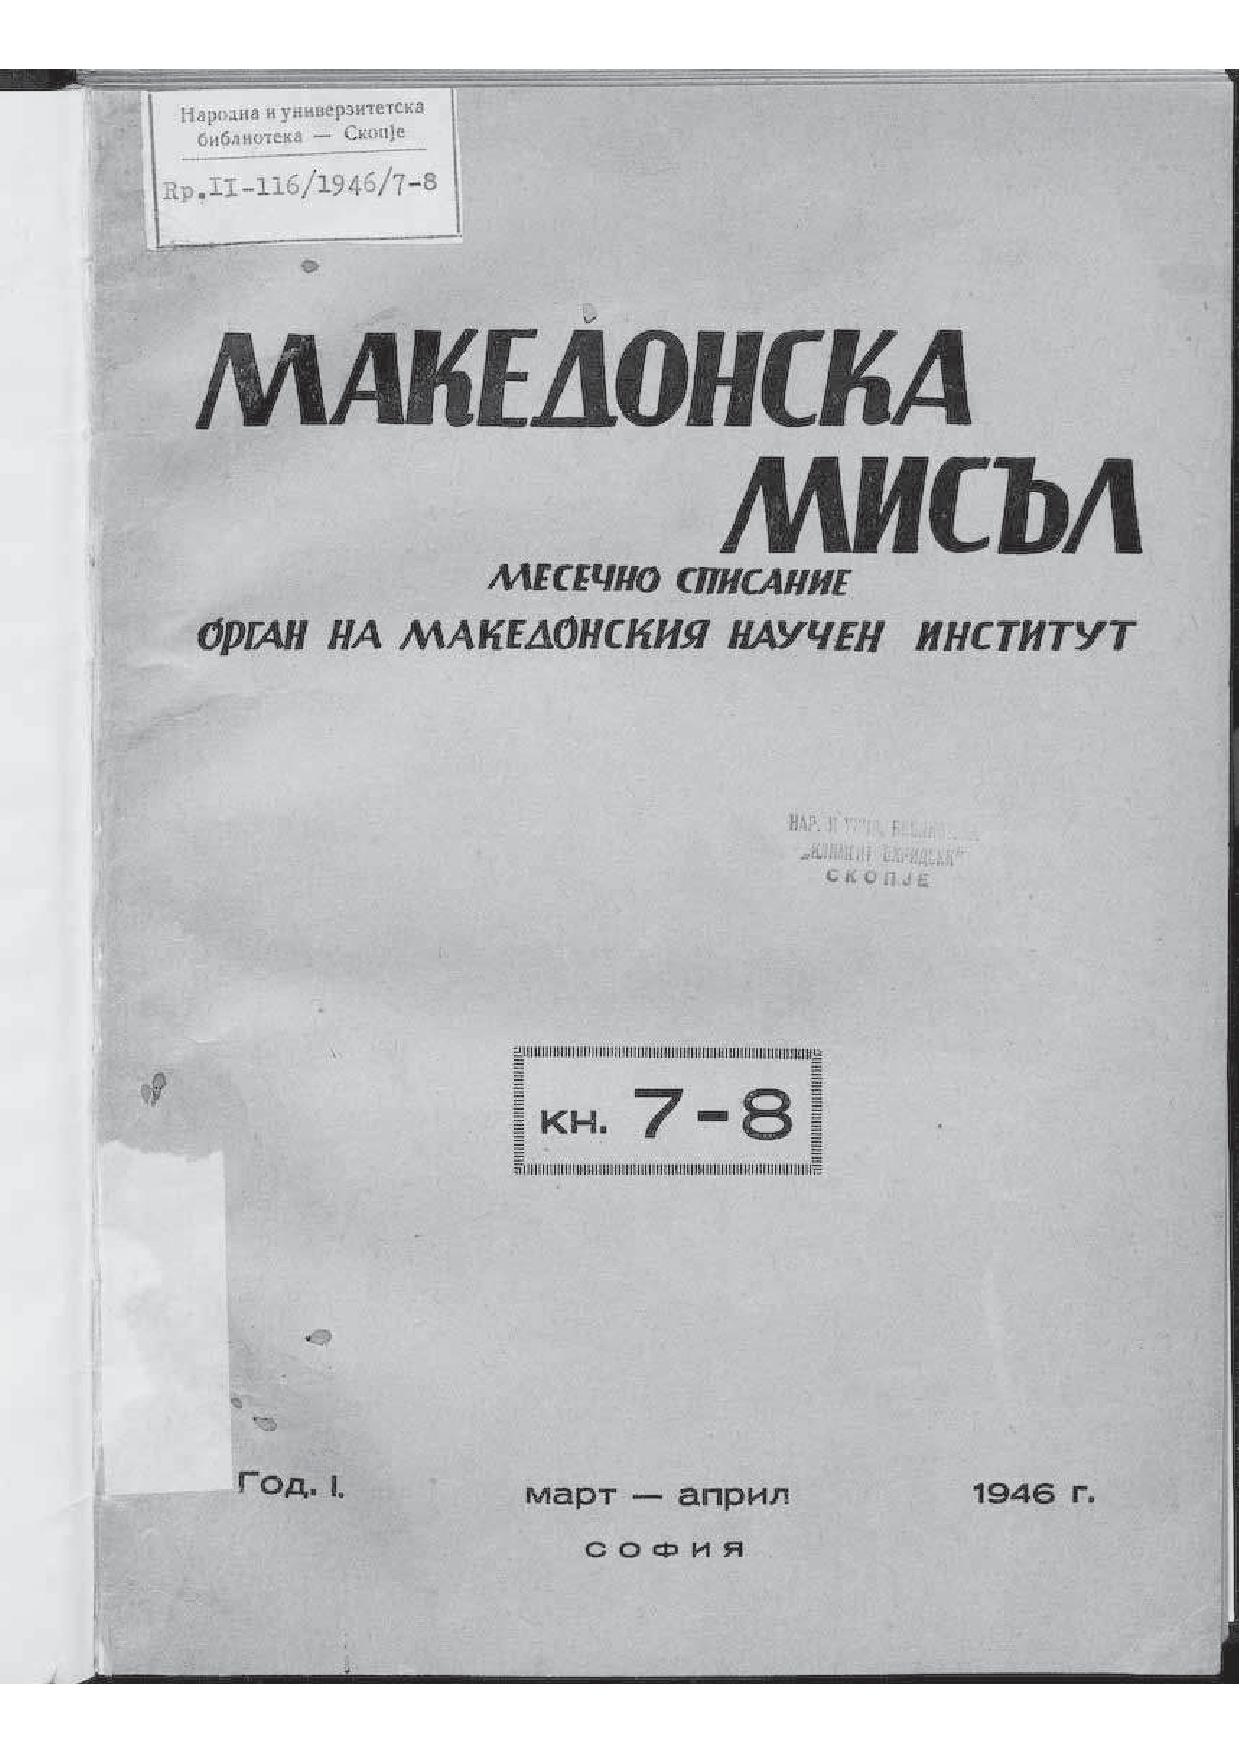 Народна и универзитетска
библиотека — Скопје
Rp.II-116/1946/7-8
МАКЕДОНСКА
МИСЪЛ
МЕСЕЧНО СПИСАНИЕ
ОРГАН НА МАКЕДОНСКИЯ НАУЧЕН ИНСТИТУТ
НАР. И
СКОПЈЕ
кн. 7-8
Год. I.
март — април
1946 г.
СОФИЯ